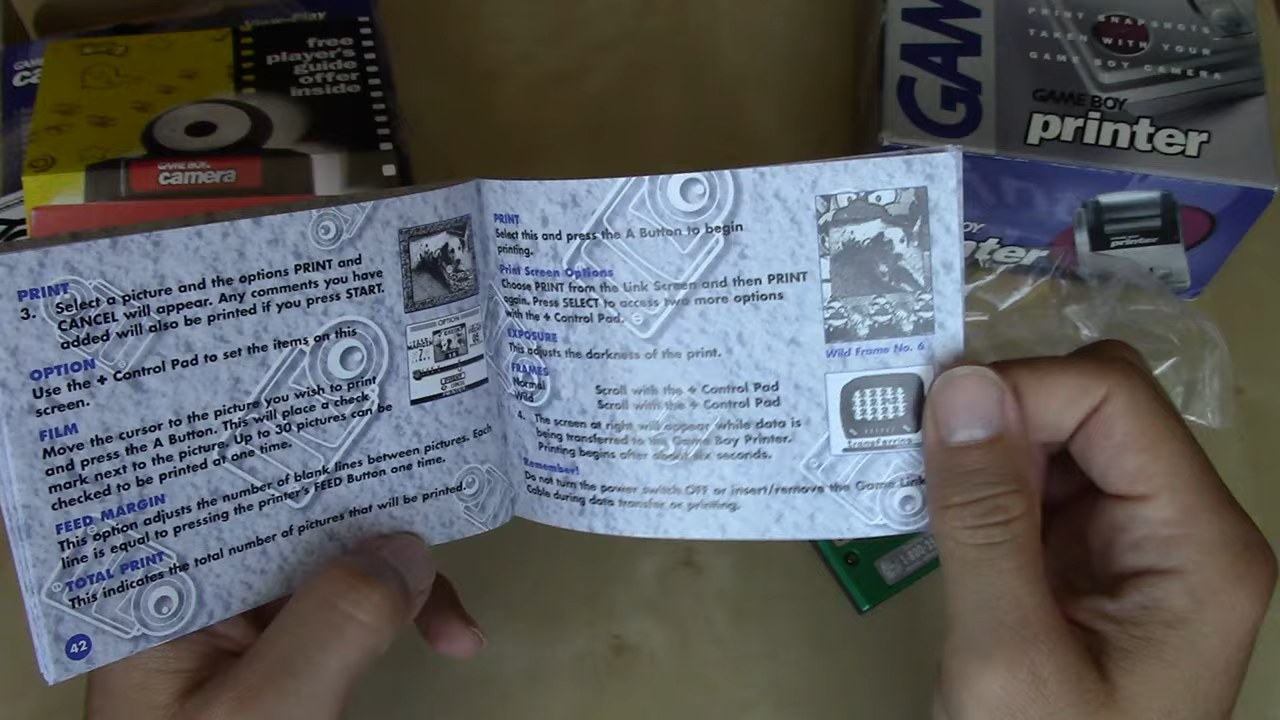 free
player's
guide
offer
inside
GAME BOY
camera
PRINT SNAPSHOTS
TAKEN WITH YOUR
GAME BOY CAMERA
GAM
GAME BOY
printer
printer
PRINT
3. Select a picture and the options PRINT and
CANCEL will appear. Any comments you have
added will also be printed if you press START.
OPTION
Use the + Control Pad to set the items on this
screen.
FILM
Move the cursor to the picture you wish to print
and press the A Button. This will place a check
mark next to the picture. Up to 30 pictures can be
checked to be printed at one time.
FEED MARGIN
This option adjusts the number of blank lines between pictures. Each
line is equal to pressing the printer's FEED Button one time.
TOTAL PRINT
This indicates the total number of pictures that will be printed.
42
OPTION
PRINT
Select this and press the A Button to begin
printing.
Print Screen Options
Choose PRINT from the Link Screen and then PRINT
again. Press SELECT to access two more options
with the + Control Pad.
EXPOSURE
This adjusts the darkness of the print.
FRAMES
Normal Scroll with the + Control Pad
Wild Scroll with the + Control Pad
4. The screen at right will appear while data is
being transferred to the Game Boy Printer.
Printing begins after about six seconds.
Remember!
Do not turn the power switch OFF or insert/remove the Game Link
Cable during data transfer or printing.
Wild Frame No. 6
transferring